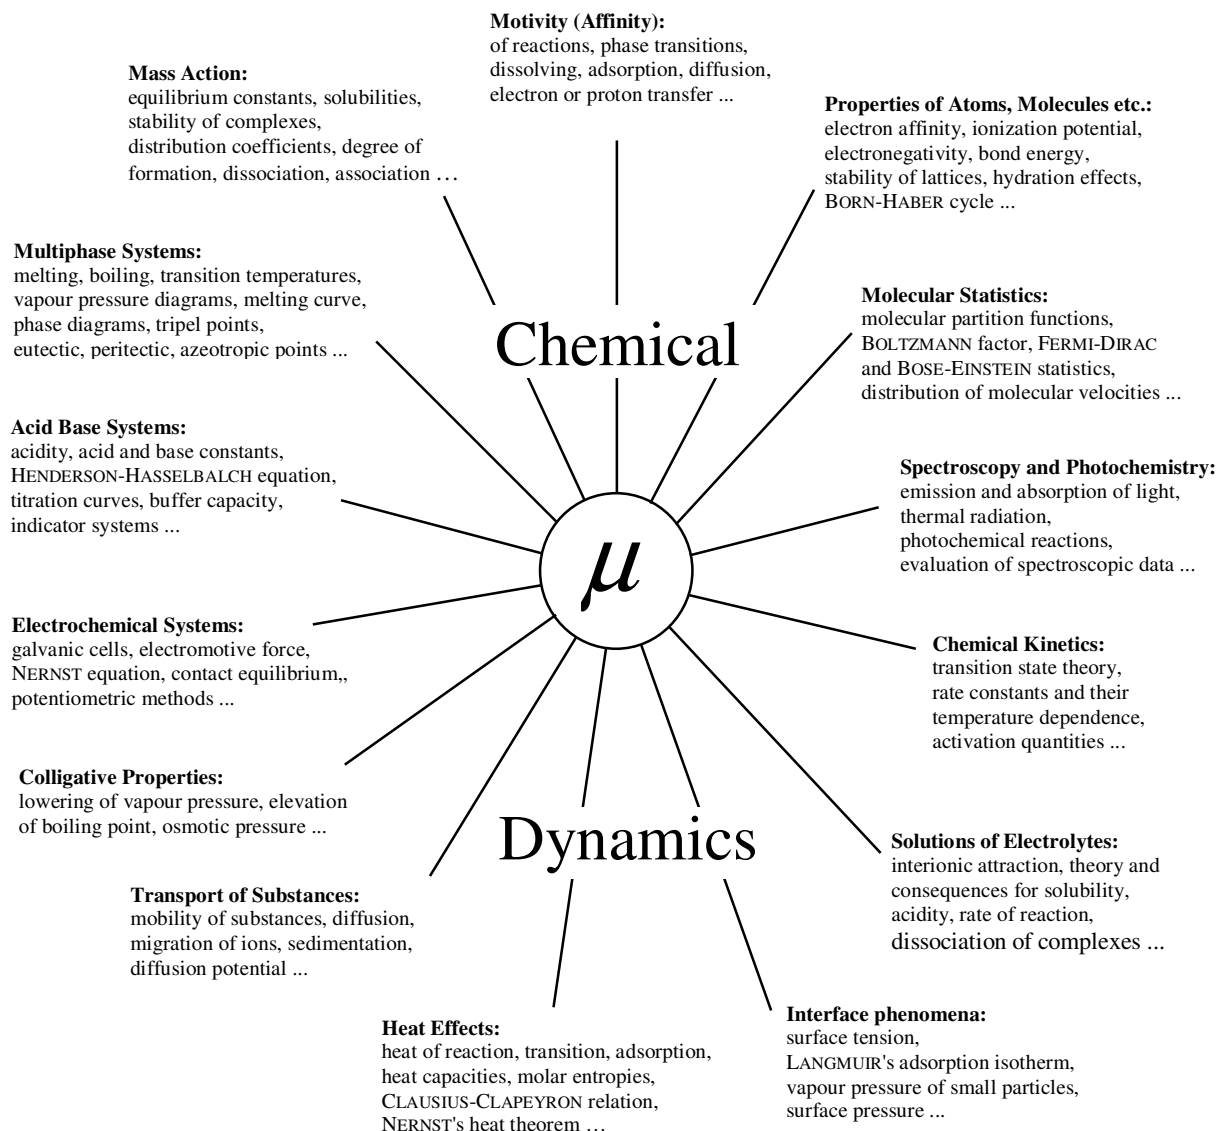 Motivity (Affinity):
of reactions, phase transitions,
dissolving, adsorption, diffusion,
electron or proton transfer ...
Mass Action:
equilibrium constants, solubilities,
stability of complexes,
distribution coefficients, degree of
formation, dissociation, association …
Properties of Atoms, Molecules etc.:
electron affinity, ionization potential,
electronegativity, bond energy,
stability of lattices, hydration effects,
BORN-HABER cycle ...
Multiphase Systems:
melting, boiling, transition temperatures,
vapour pressure diagrams, melting curve,
phase diagrams, tripel points,
eutectic, peritectic, azeotropic points ...
Chemical
Molecular Statistics:
molecular partition functions,
BOLTZMANN factor, FERMI-DIRAC
and BOSE-EINSTEIN statistics,
distribution of molecular velocities ...
Acid Base Systems:
acidity, acid and base constants,
HENDERSON-HASSELBALCH equation,
titration curves, buffer capacity,
indicator systems ...
Spectroscopy and Photochemistry:
emission and absorption of light,
thermal radiation,
photochemical reactions,
evaluation of spectroscopic data ...
μ
Electrochemical Systems:
galvanic cells, electromotive force,
NERNST equation, contact equilibrium,,
potentiometric methods ...
Chemical Kinetics:
transition state theory,
rate constants and their
temperature dependence,
activation quantities ...
Colligative Properties:
lowering of vapour pressure, elevation
of boiling point, osmotic pressure ...
Dynamics
Solutions of Electrolytes:
interionic attraction, theory and
consequences for solubility,
acidity, rate of reaction,
dissociation of complexes ...
Transport of Substances:
mobility of substances, diffusion,
migration of ions, sedimentation,
diffusion potential ...
Heat Effects:
heat of reaction, transition, adsorption,
heat capacities, molar entropies,
CLAUSIUS-CLAPEYRON relation,
NERNST's heat theorem …
Interface phenomena:
surface tension,
LANGMUIR's adsorption isotherm,
vapour pressure of small particles,
surface pressure ...